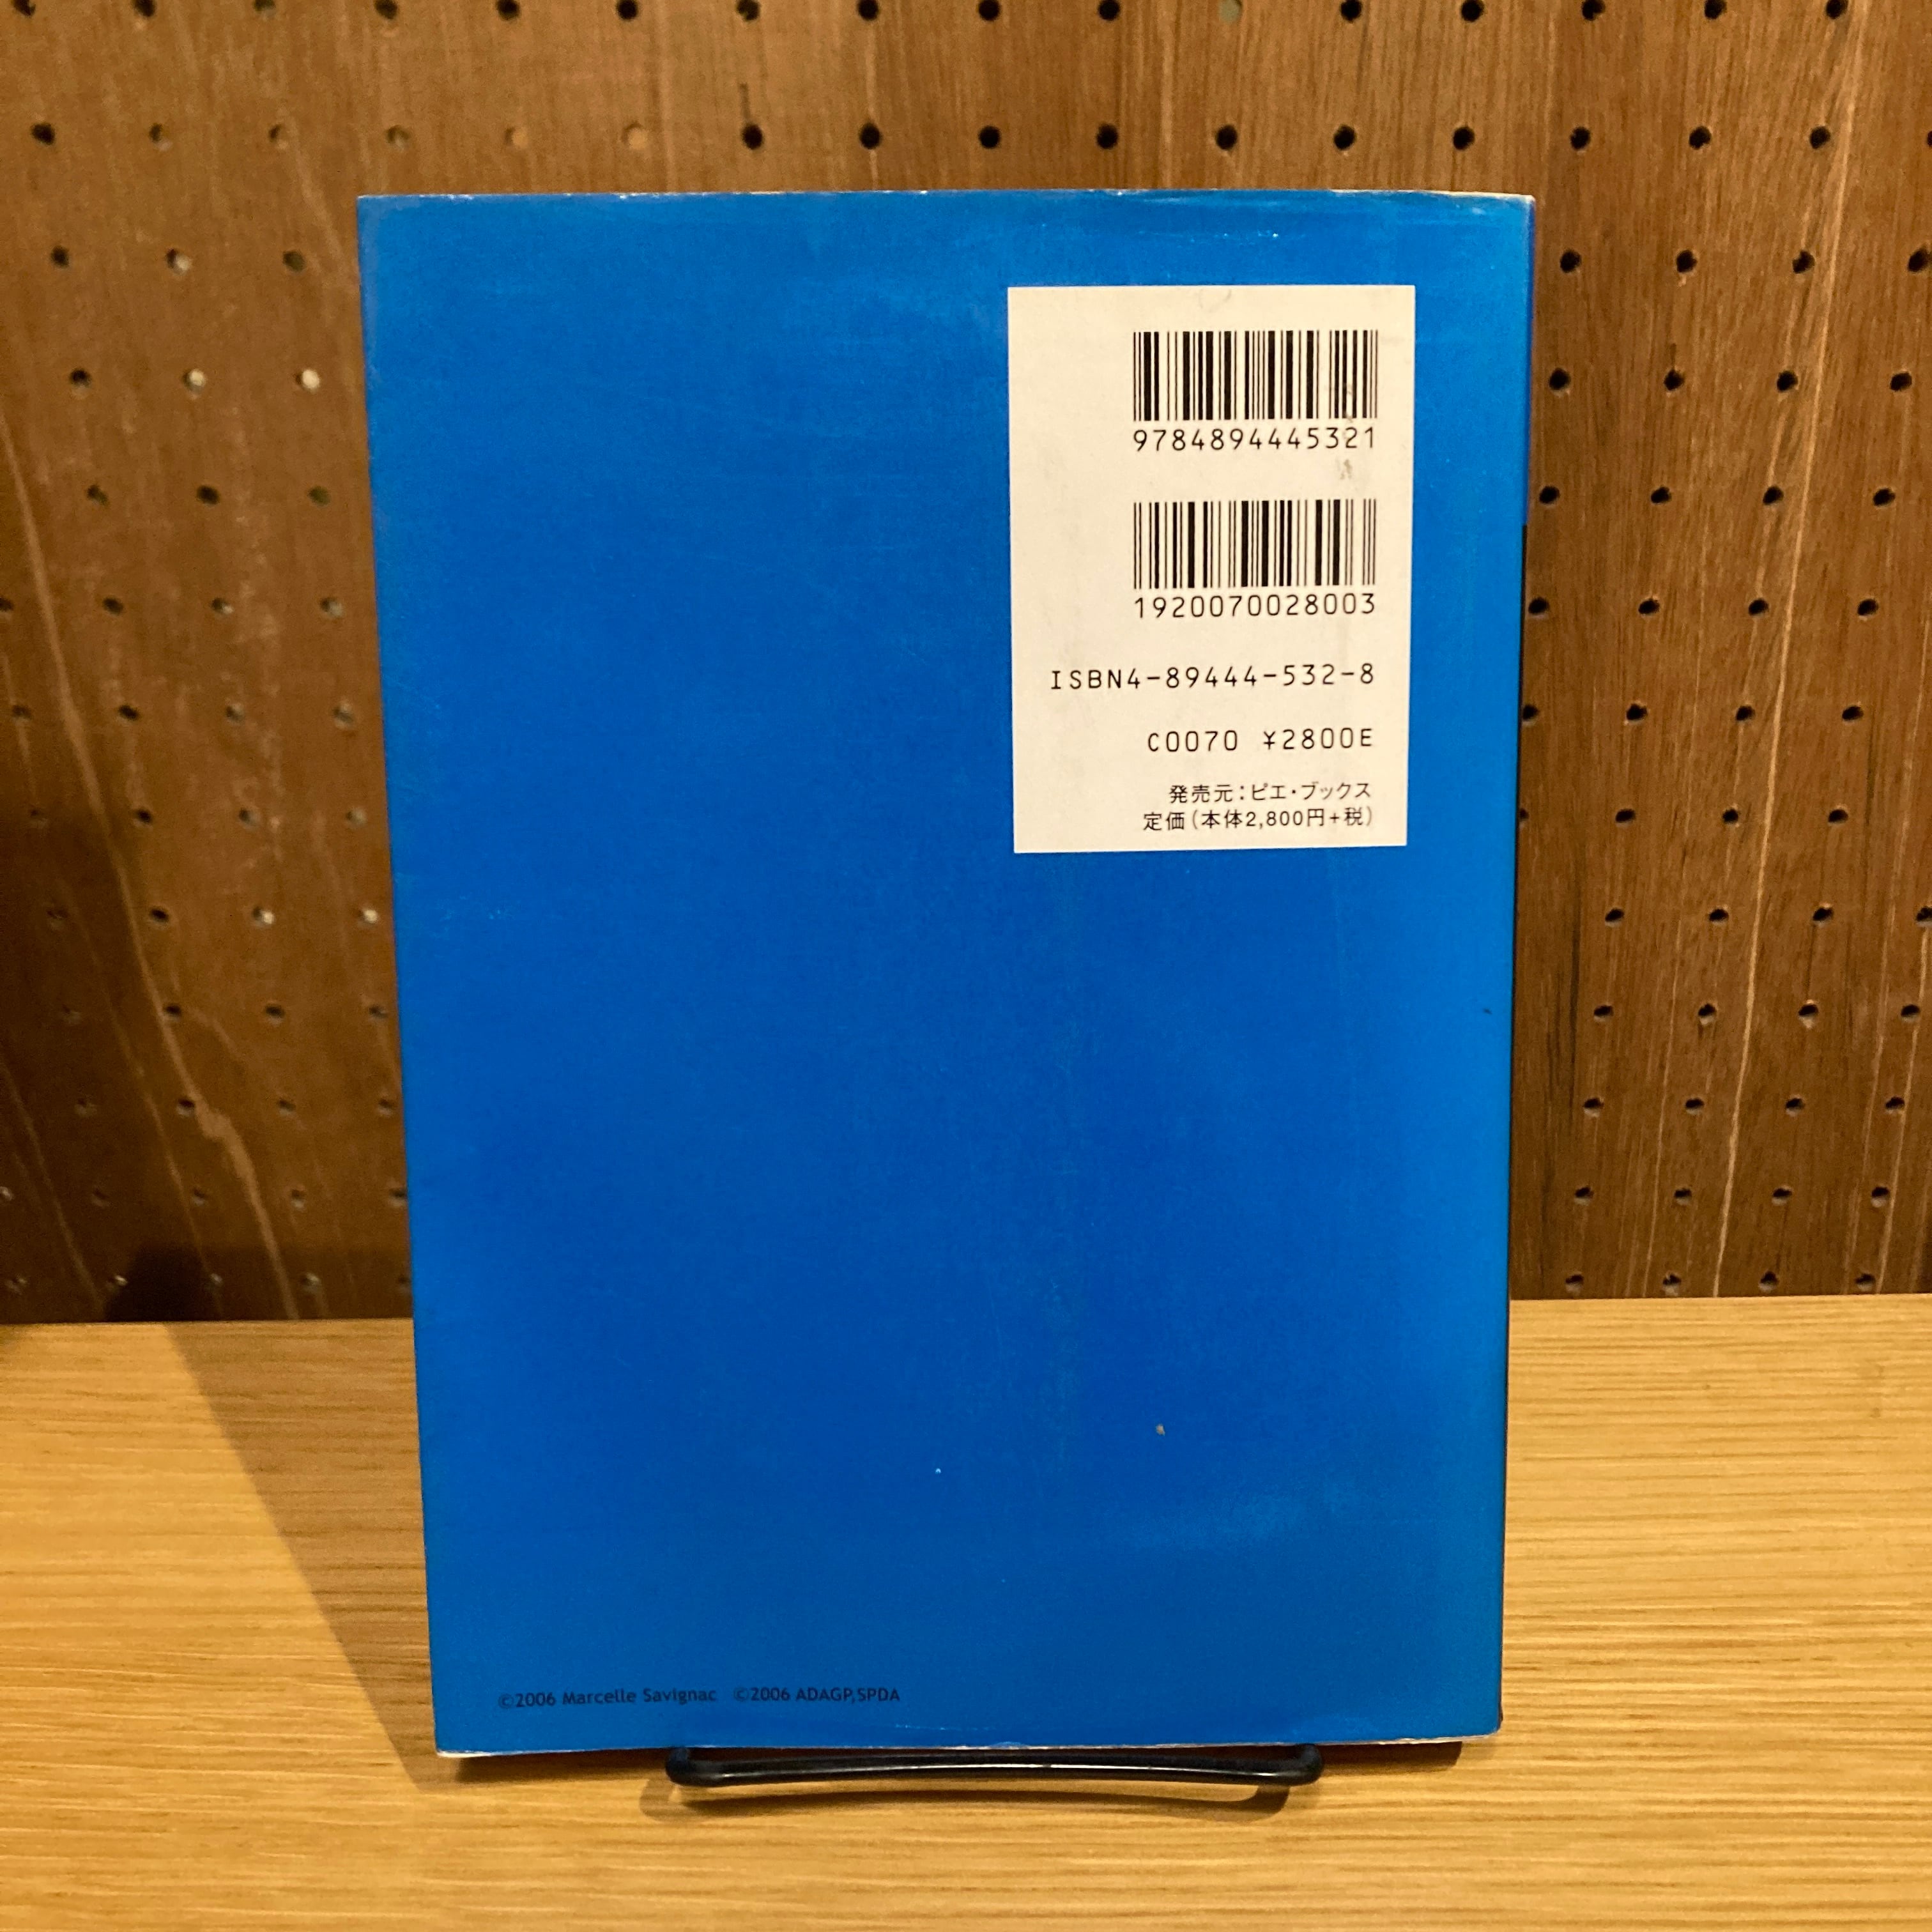 9784894445321
1920070028003
ISBN4-89444-532-8
C0070 ¥2800E
発売元：ピエ・ブックス
定価（本体2,800円+税）
©2006 Marcelle Savignac ©2006 ADAGP,SPDA